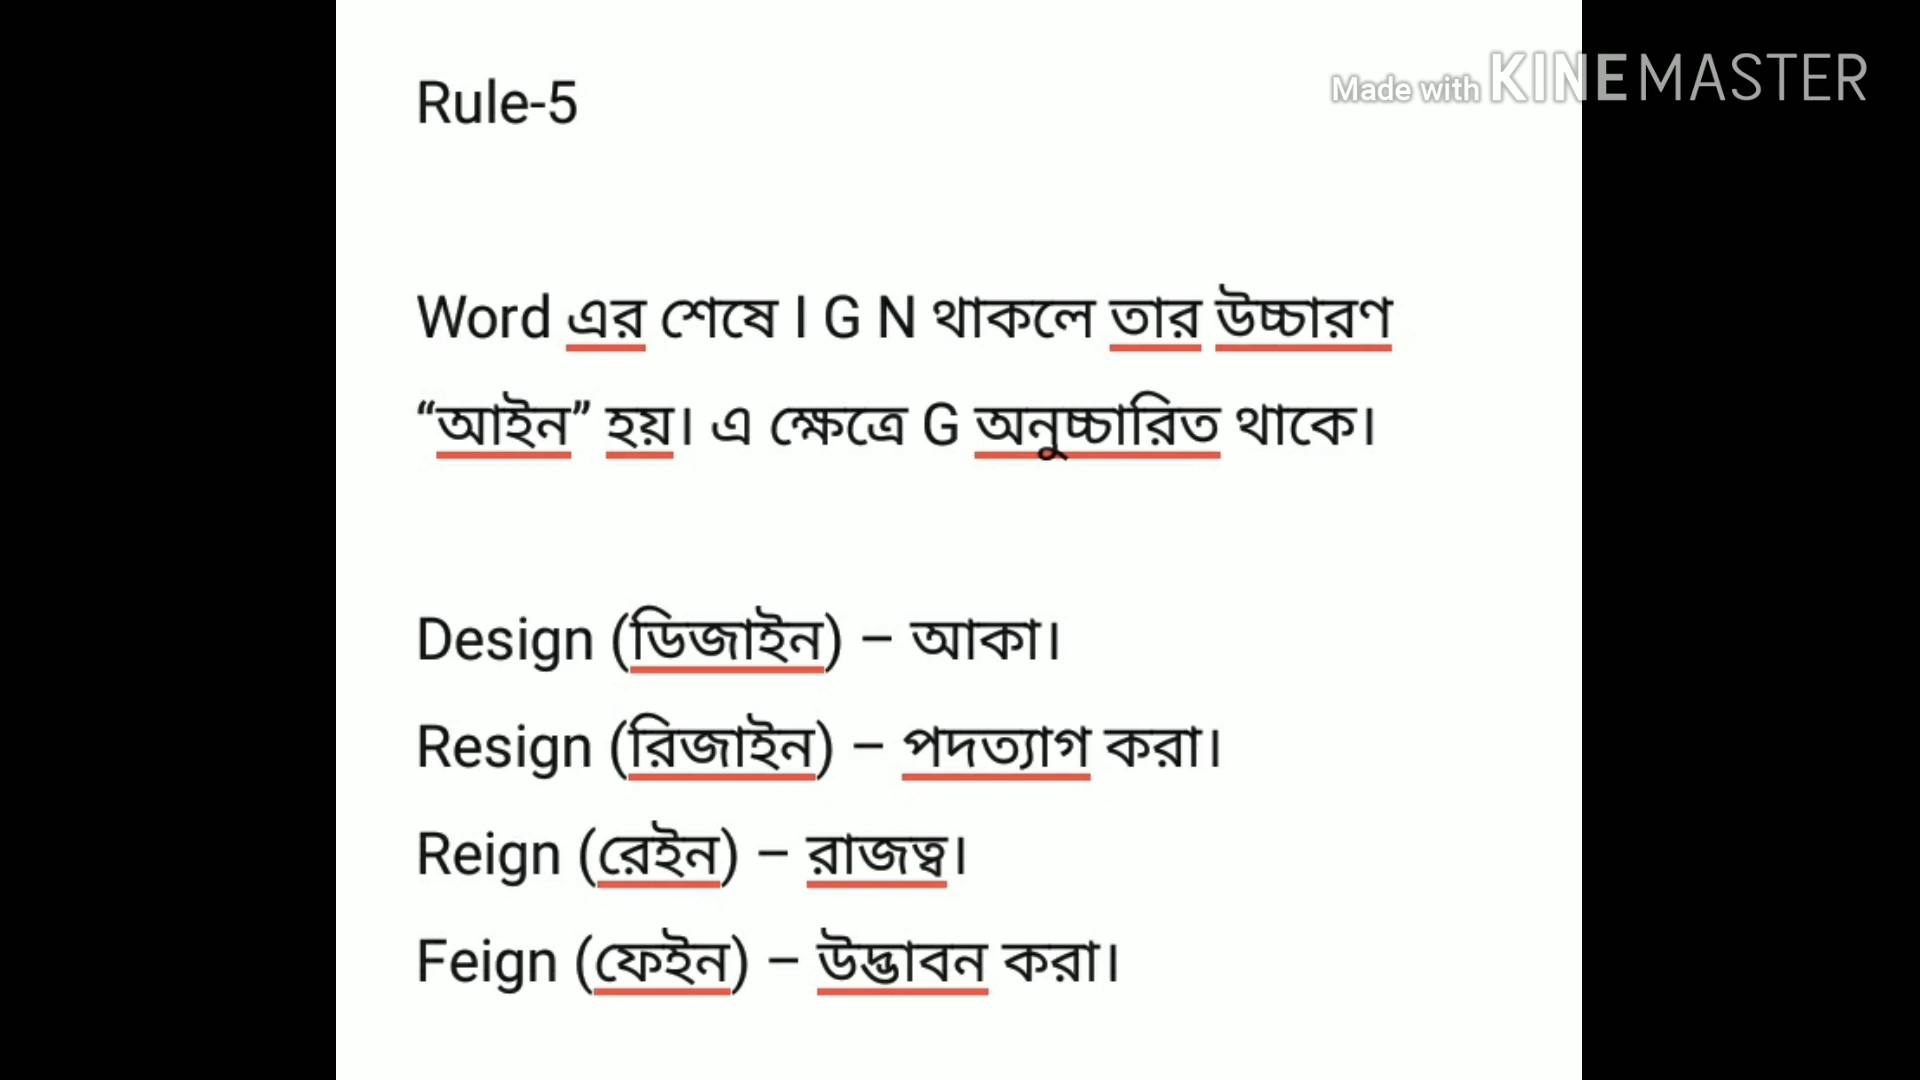 Made with KINEMASTER
Rule-5
Word এর শেষে I G N থাকলে তার উচ্চারণ
“আইন” হয়। এ ক্ষেত্রে G অনুচ্চারিত থাকে।
Design (ডিজাইন) – আকা।
Resign (রিজাইন) – পদত্যাগ করা।
Reign (রেইন) – রাজত্ব।
Feign (ফেইন) – উদ্ভাবন করা।